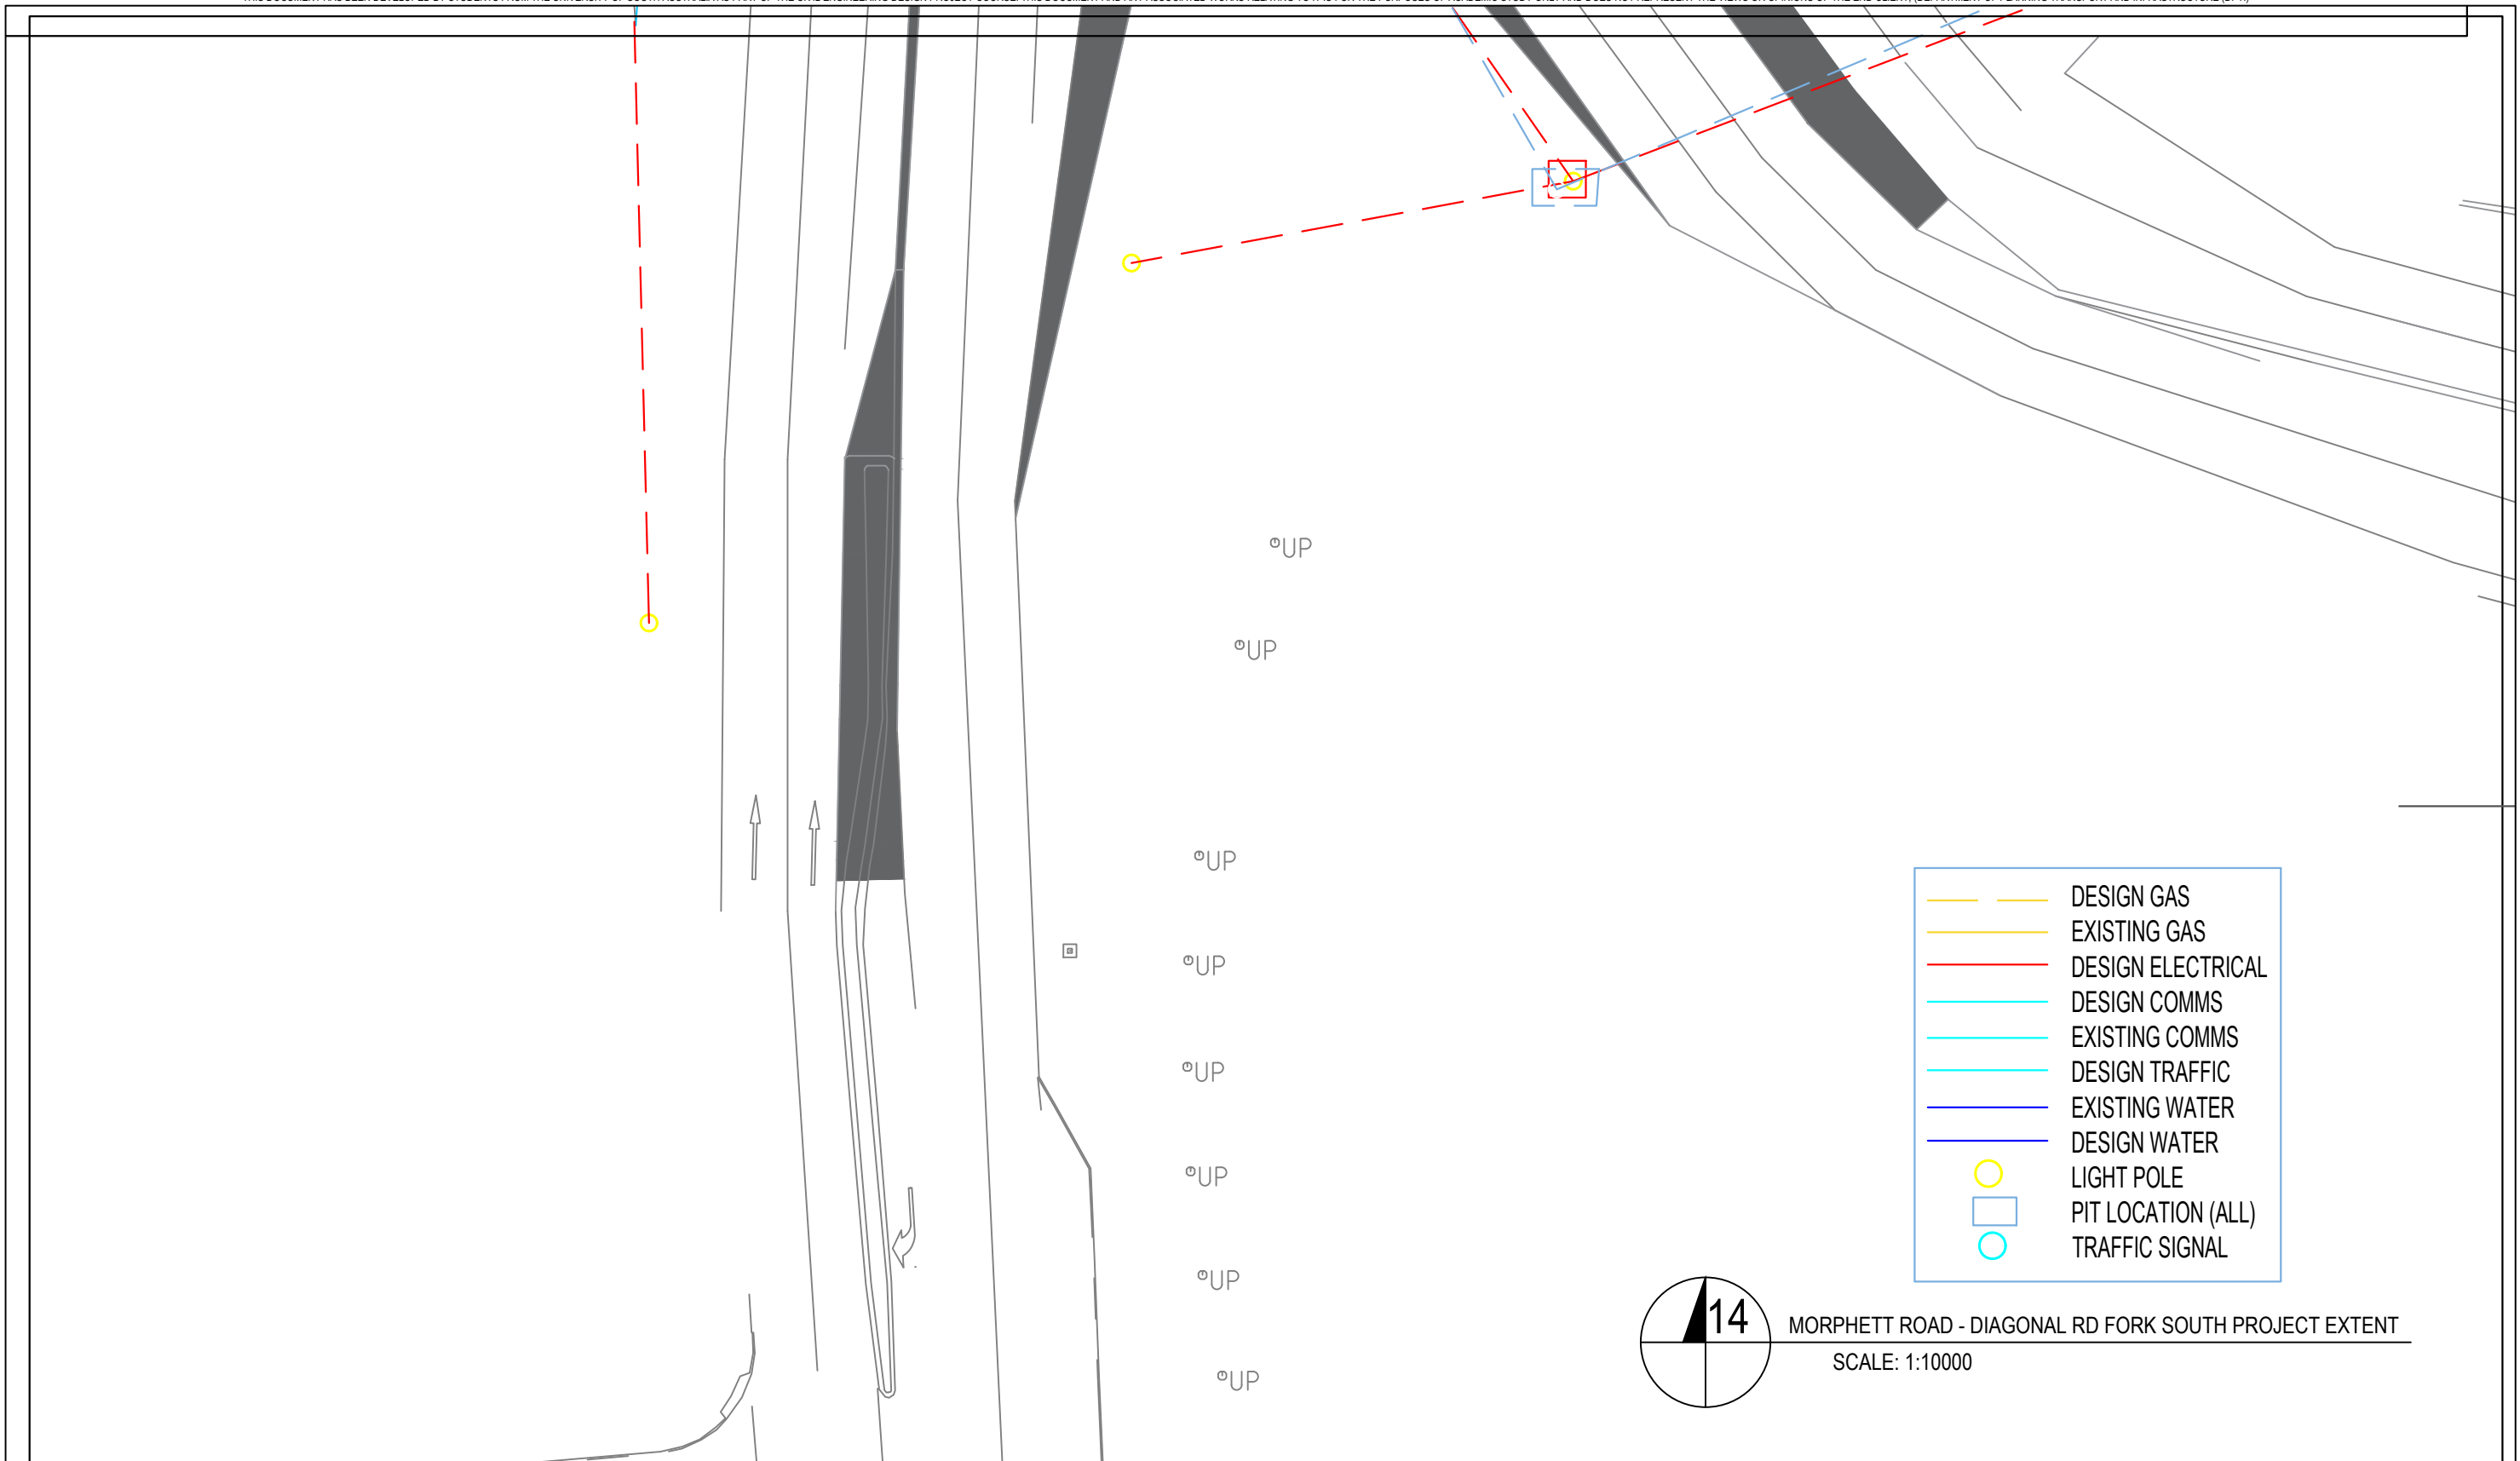 UP
UP
UP
UP
UP
UP
UP
UP
DESIGN GAS
EXISTING GAS
DESIGN ELECTRICAL
DESIGN COMMS
EXISTING COMMS
DESIGN TRAFFIC
EXISTING WATER
DESIGN WATER
LIGHT POLE
PIT LOCATION (ALL)
TRAFFIC SIGNAL
14
MORPHETT ROAD - DIAGONAL RD FORK SOUTH PROJECT EXTENT
SCALE: 1:10000